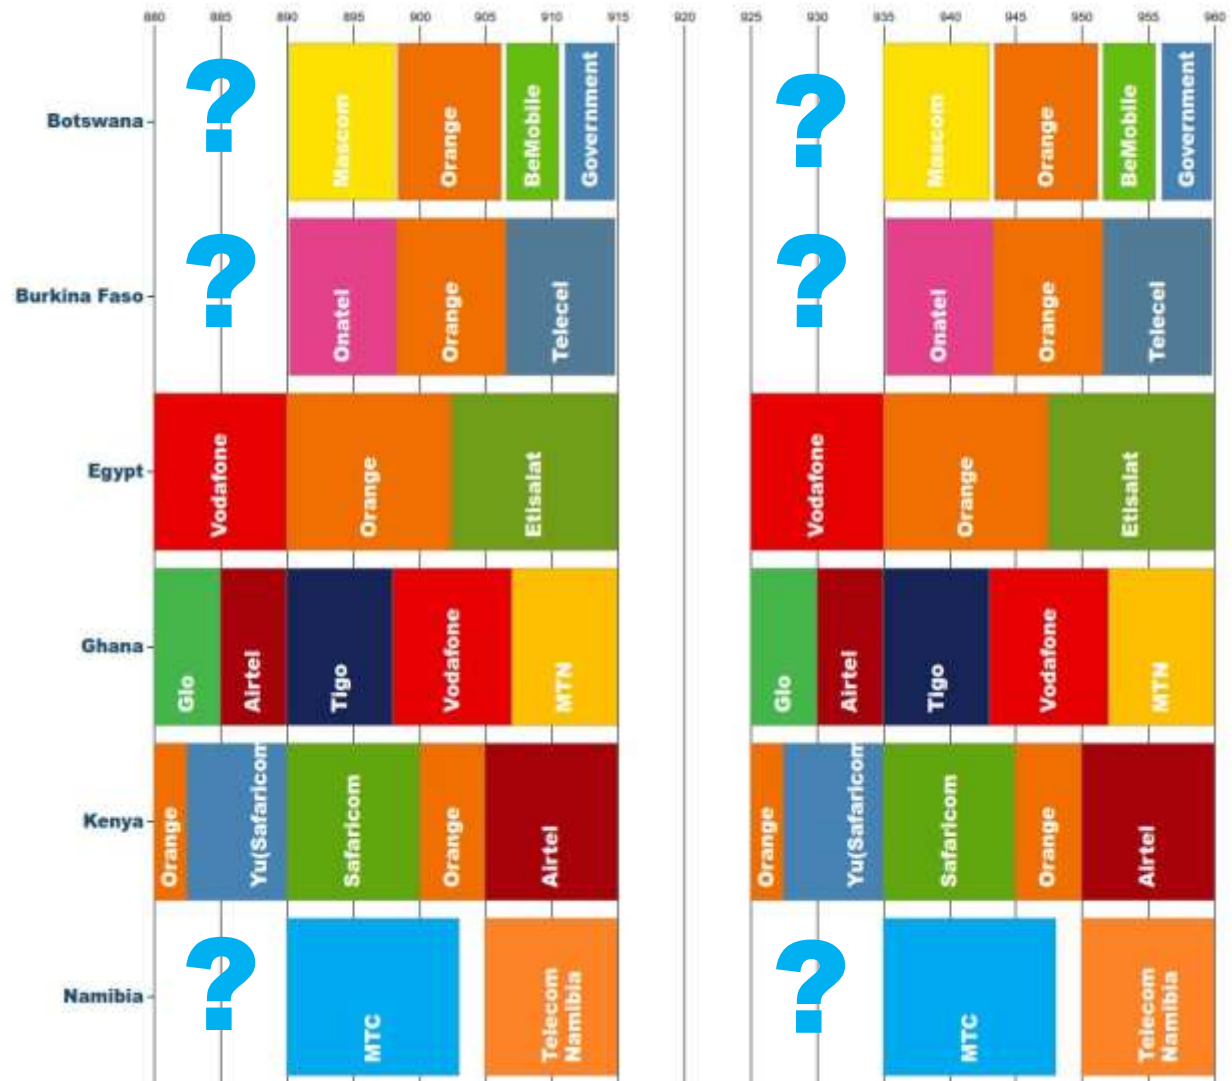 880 885 890 895 900 905 910 915 920 925 930 935 940 945 950 955 960
Botswana
?
Mascom
Orange
BeMobile
Government
?
Mascom
Orange
BeMobile
Government
Burkina Faso
?
Onatel
Orange
Telecel
?
Onatel
Orange
Telecel
Egypt
Vodafone
Orange
Etisalat
Vodafone
Orange
Etisalat
Ghana
Glo
Airtel
Tigo
Vodafone
MTN
Glo
Airtel
Tigo
Vodafone
MTN
Kenya
Orange
Yu(Safaricom
Safaricom
Orange
Airtel
Orange
Yu(Safaricom
Safaricom
Orange
Airtel
Namibia
?
MTC
Telecom
Namibia
?
MTC
Telecom
Namibia